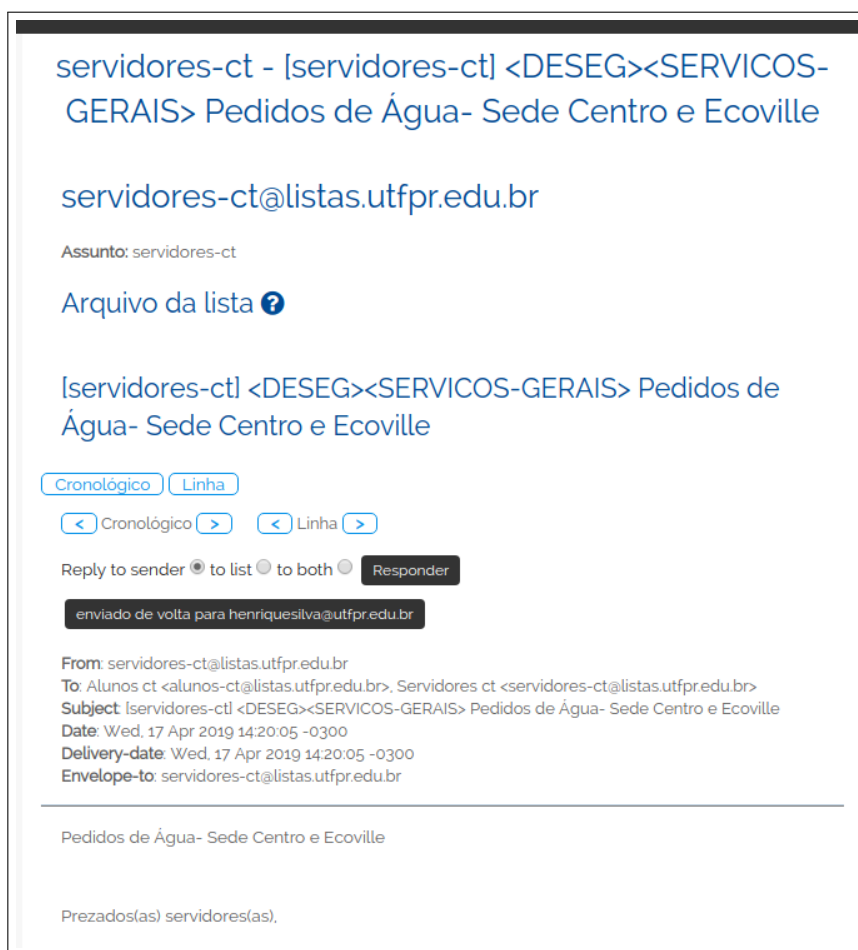 servidores-ct - [servidores-ct] <DESEG><SERVICOS-
GERAIS> Pedidos de Água- Sede Centro e Ecoville
servidores-ct@listas.utfpr.edu.br
Assunto: servidores-ct
Arquivo da lista ?
[servidores-ct] <DESEG><SERVICOS-GERAIS> Pedidos de
Água- Sede Centro e Ecoville
Cronológico Linha
< Cronológico > < Linha >
Reply to sender to list to both Responder
enviado de volta para henriquesilva@utfpr.edu.br
From: servidores-ct@listas.utfpr.edu.br
To: Alunos ct <alunos-ct@listas.utfpr.edu.br>, Servidores ct <servidores-ct@listas.utfpr.edu.br>
Subject: [servidores-ct] <DESEG><SERVICOS-GERAIS> Pedidos de Água- Sede Centro e Ecoville
Date: Wed, 17 Apr 2019 14:20:05 -0300
Delivery-date: Wed, 17 Apr 2019 14:20:05 -0300
Envelope-to: servidores-ct@listas.utfpr.edu.br
Pedidos de Água- Sede Centro e Ecoville
Prezados(as) servidores(as),